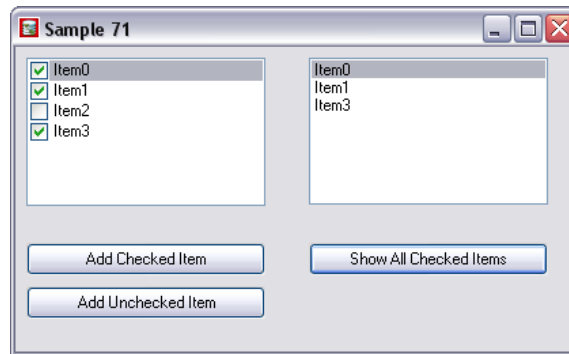 Sample 71
Item0
Item1
Item2
Item3
Item0
Item1
Item3
Add Checked Item
Show All Checked Items
Add Unchecked Item